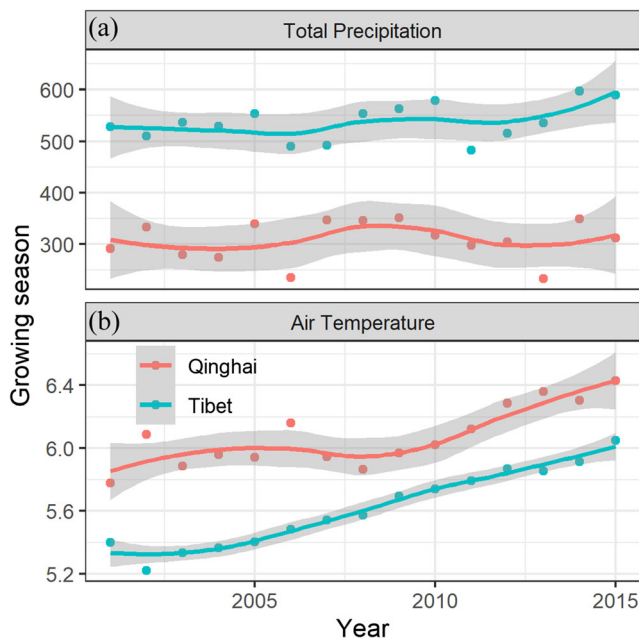 (a) Total Precipitation
600
500
400
300
Growing season
(b) Air Temperature
Qinghai
Tibet
6.4
6.0
5.6
5.2
2005 2010 2015
Year